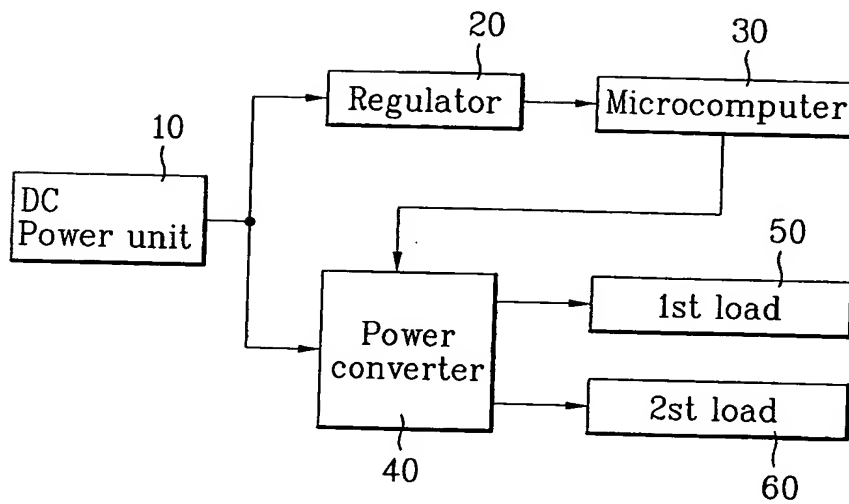 20
30
Regulator
Microcomputer
10
DC
Power unit
50
1st load
Power
converter
2st load
40
60